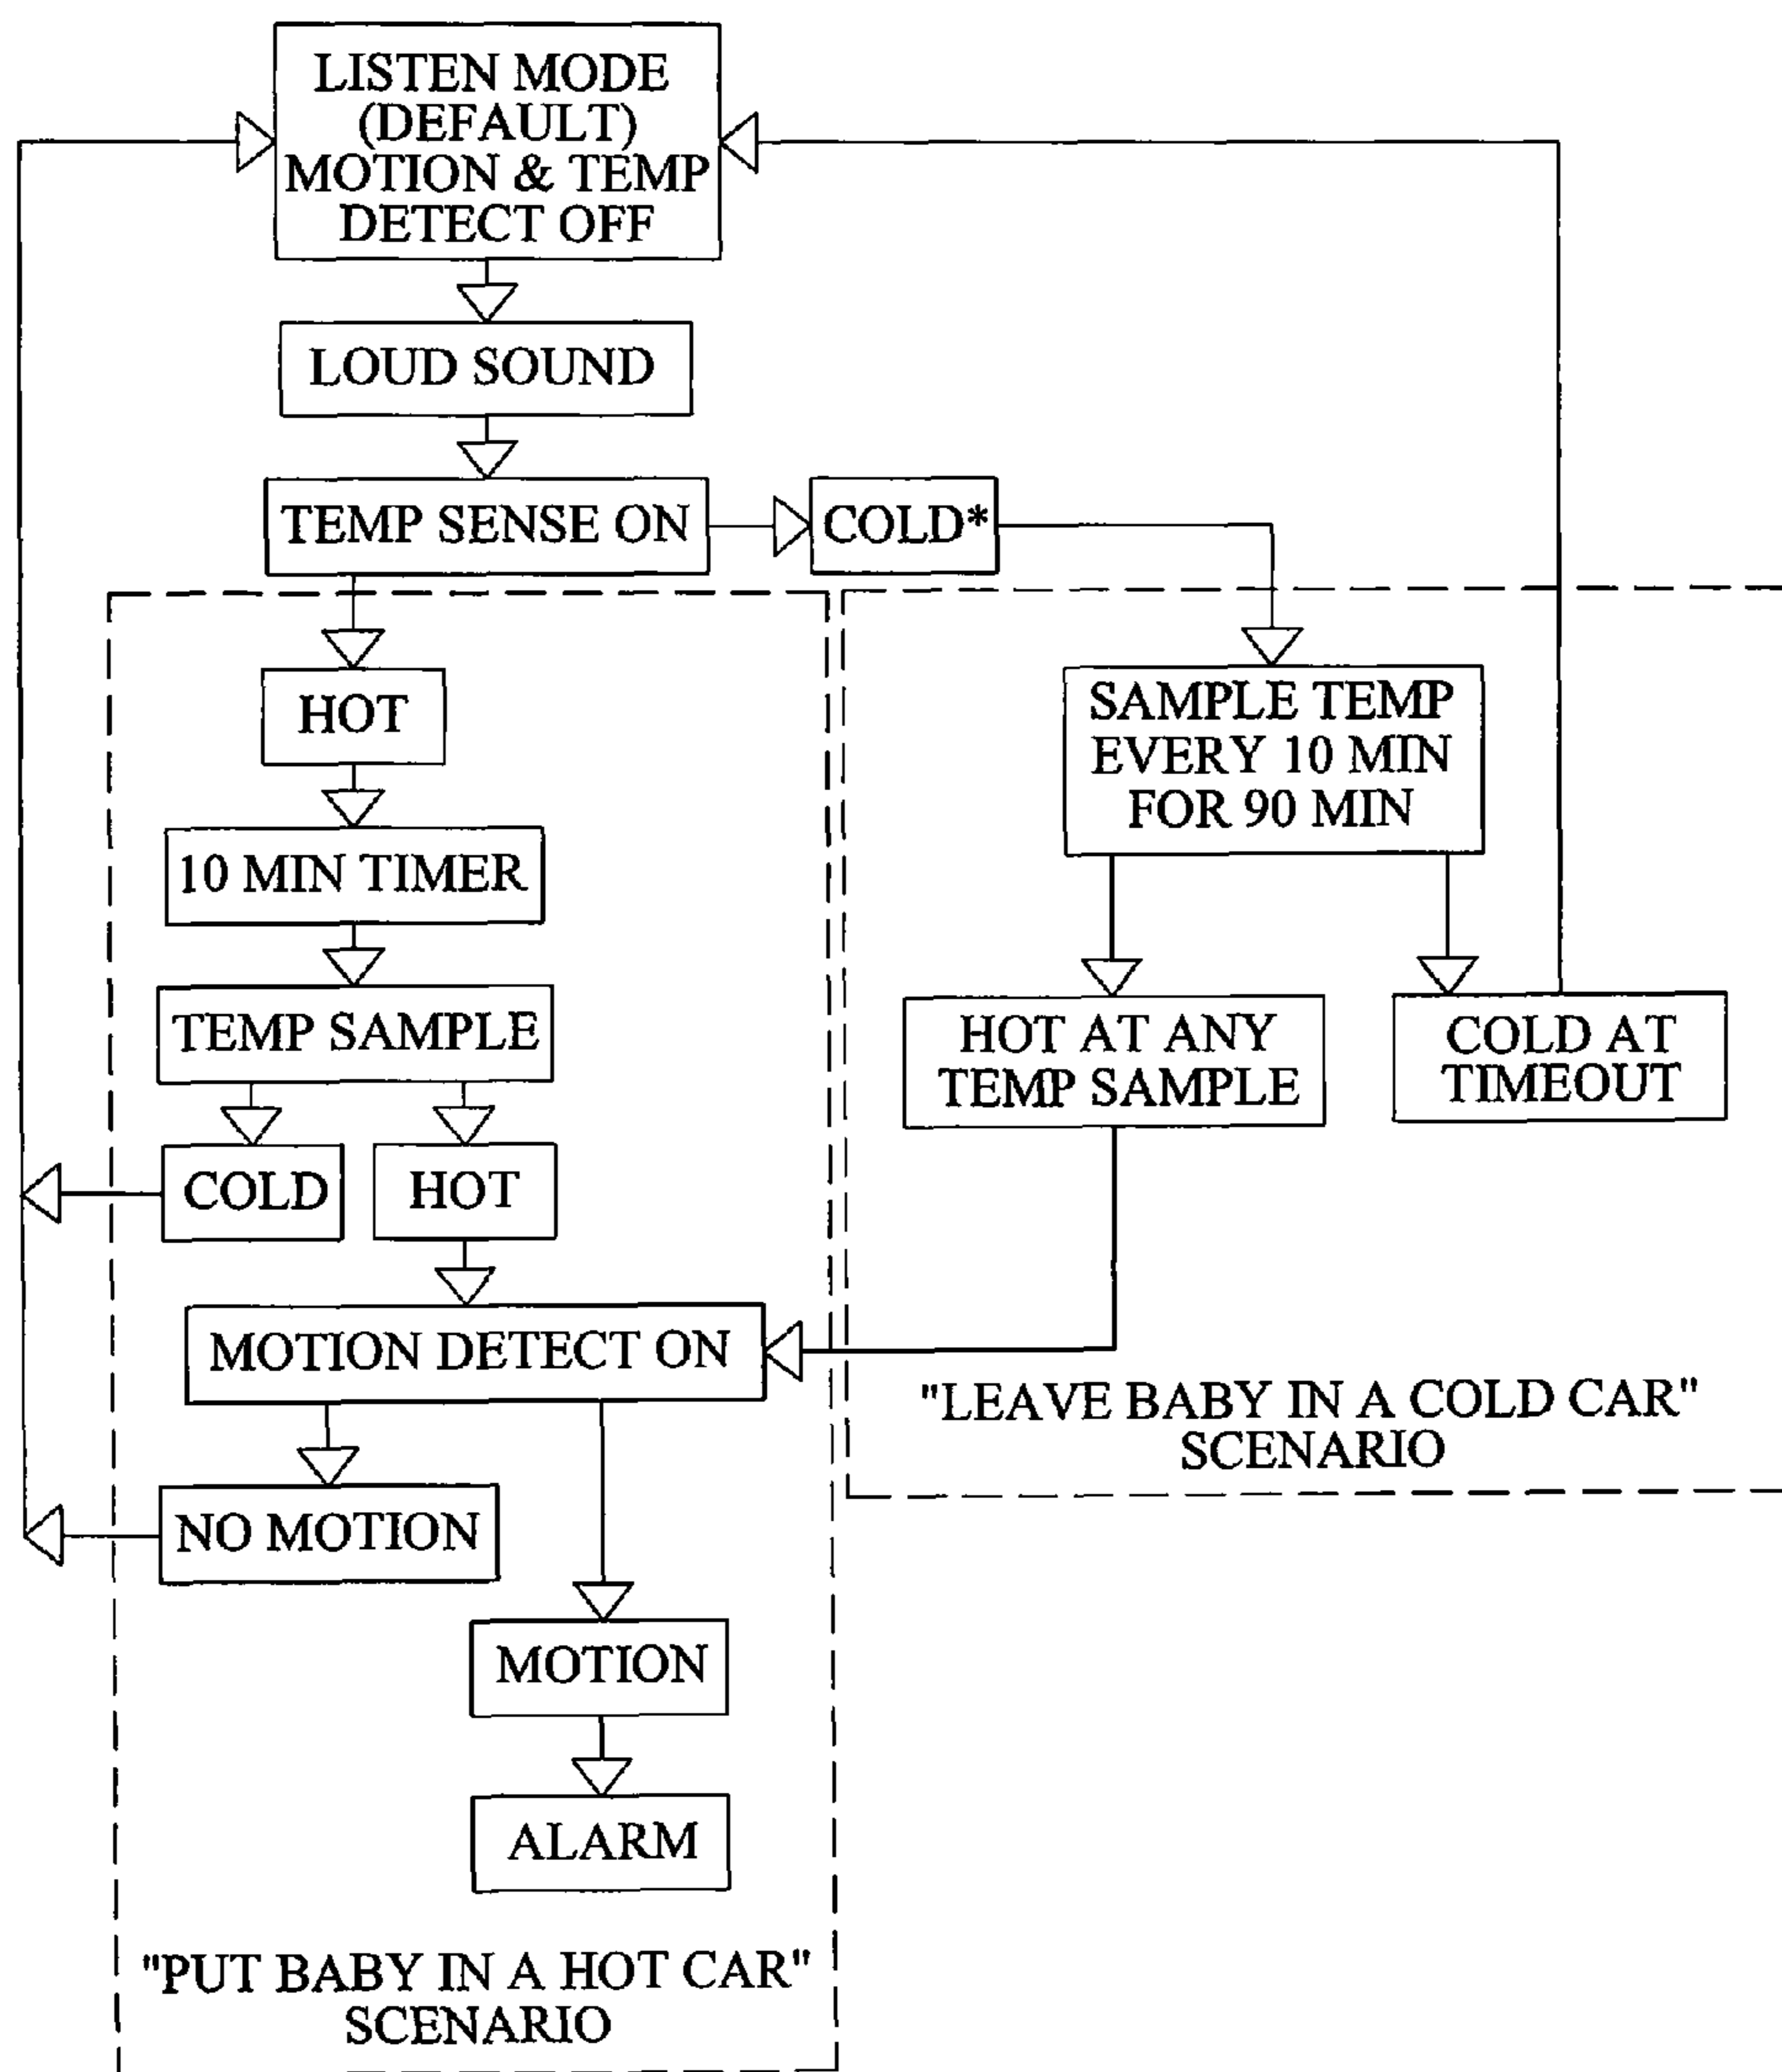 LISTEN MODE
(DEFAULT)
MOTION & TEMP
DETECT OFF
LOUD SOUND
TEMP SENSE ON
COLD*
HOT
10 MIN TIMER
TEMP SAMPLE
COLD
HOT
MOTION DETECT ON
NO MOTION
MOTION
ALARM
"PUT BABY IN A HOT CAR"
SCENARIO
SAMPLE TEMP
EVERY 10 MIN
FOR 90 MIN
HOT AT ANY
TEMP SAMPLE
COLD AT
TIMEOUT
"LEAVE BABY IN A COLD CAR"
SCENARIO